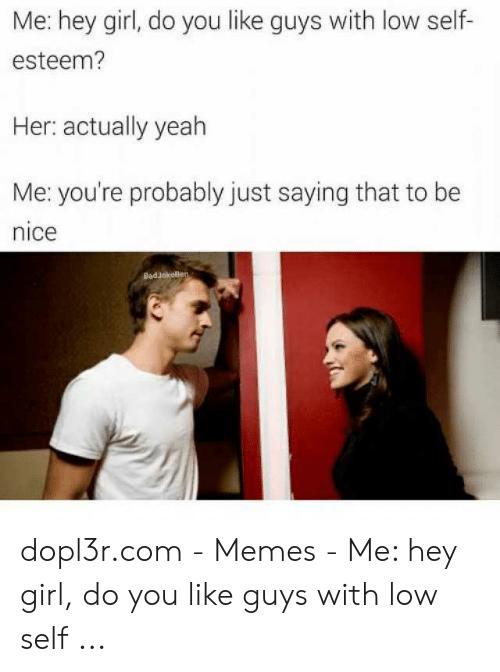 Me: hey girl, do you like guys with low self-
esteem?
Her: actually yeah
Me: you're probably just saying that to be
nice
BadJokeBen
dopl3r.com - Memes - Me: hey
girl, do you like guys with low
self ...